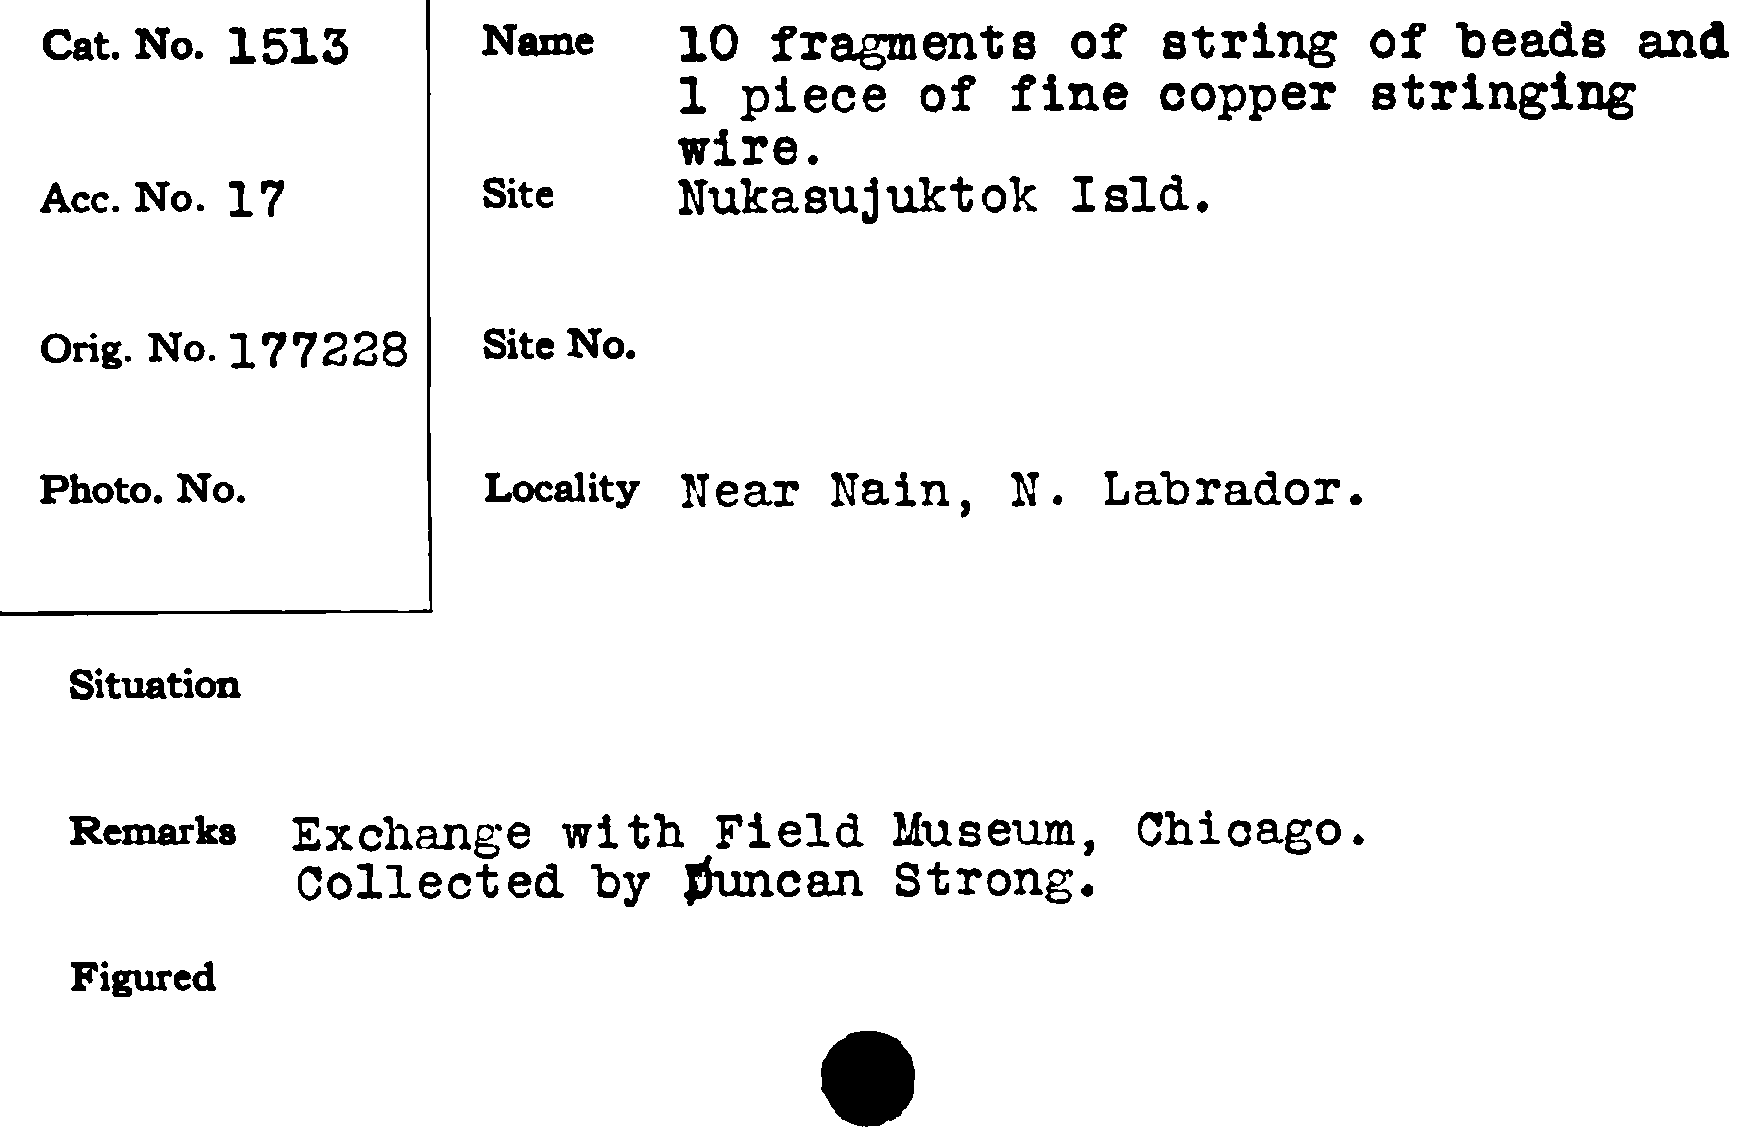 Cat. No. 1513
Name 10 fragments of string of beads and
1 piece of fine copper stringing
wire.
Acc. No. 17
Site Nukasujuktok Isld.
Orig. No. 177228
Site No.
Photo. No.
Locality Near Nain, N. Labrador.
Situation
Remarks Exchange with Field Museum, Chicago.
Collected by Duncan Strong.
Figured